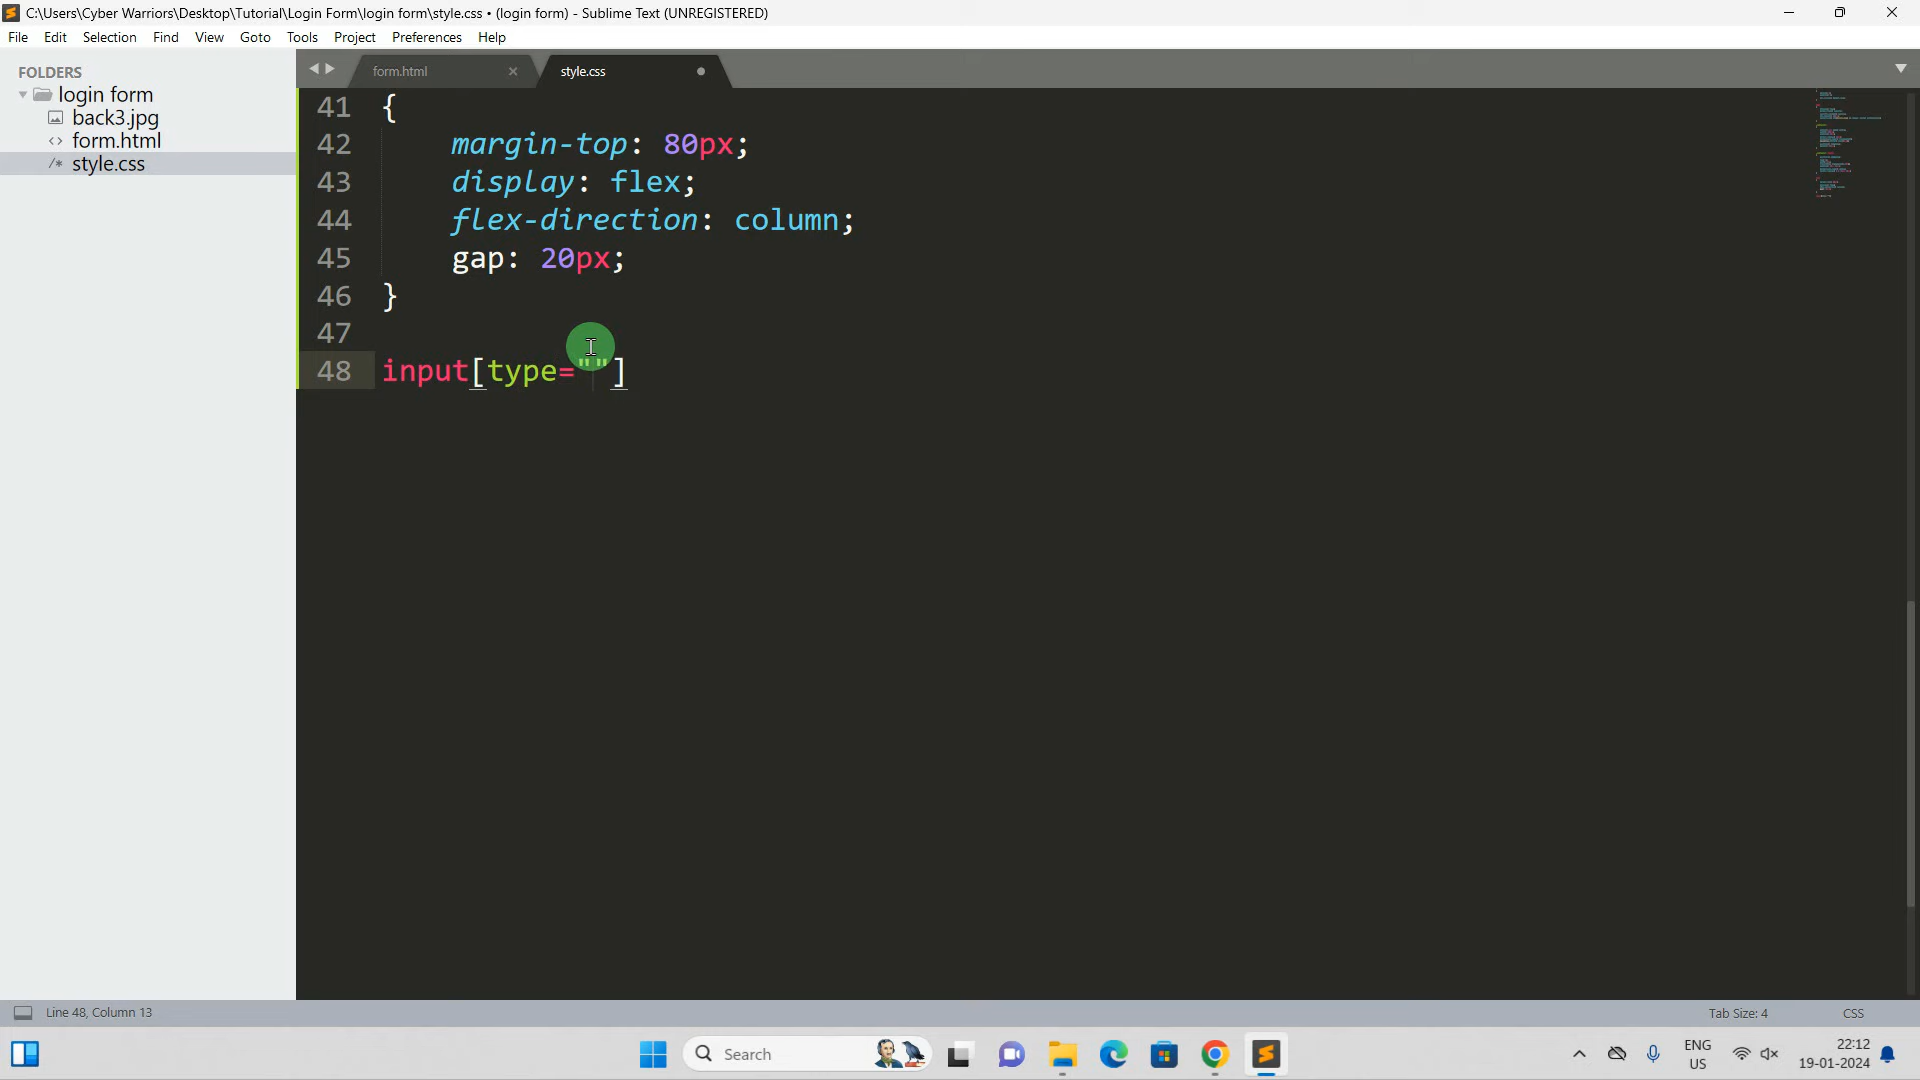 C:\Users\Cyber Warriors\Desktop\Tutorial\Login Form\login form\style.css • (login form) - Sublime Text (UNREGISTERED)
File Edit Selection Find View Goto Tools Project Preferences Help
FOLDERS
login form
back3.jpg
<> form.html
/* style.css
form.html
style.css
41 {
42 margin-top: 80px;
43 display: flex;
44 flex-direction: column;
45 gap: 20px;
46 }
47
48 input[type=""]
Line 48, Column 13
Tab Size: 4
CSS
Search
ENG
US
22:12
19-01-2024